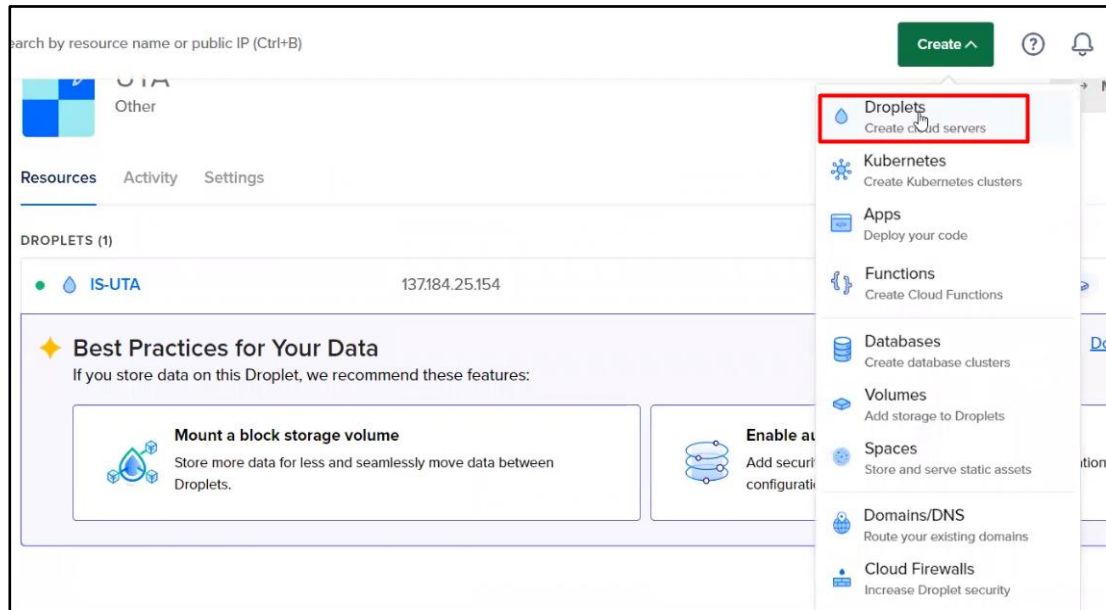 earch by resource name or public IP (Ctrl+B)
Create
UTA
Other
Resources Activity Settings
DROPLETS (1)
IS-UTA 137.184.25.154
Best Practices for Your Data
If you store data on this Droplet, we recommend these features:
Mount a block storage volume
Store more data for less and seamlessly move data between
Droplets.
Enable au
Add securi
configurati
Droplets
Create cloud servers
Kubernetes
Create Kubernetes clusters
Apps
Deploy your code
Functions
Create Cloud Functions
Databases
Create database clusters
Volumes
Add storage to Droplets
Spaces
Store and serve static assets
Domains/DNS
Route your existing domains
Cloud Firewalls
Increase Droplet security